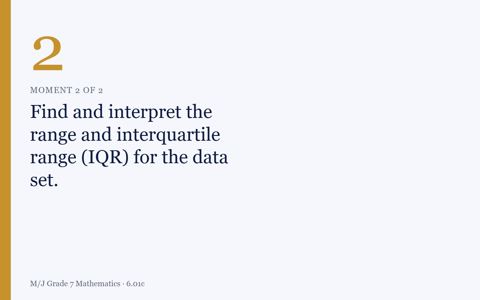 2
MOMENT 2 OF 2
Find and interpret the
range and interquartile
range (IQR) for the data
set.
M/J Grade 7 Mathematics · 6.01c